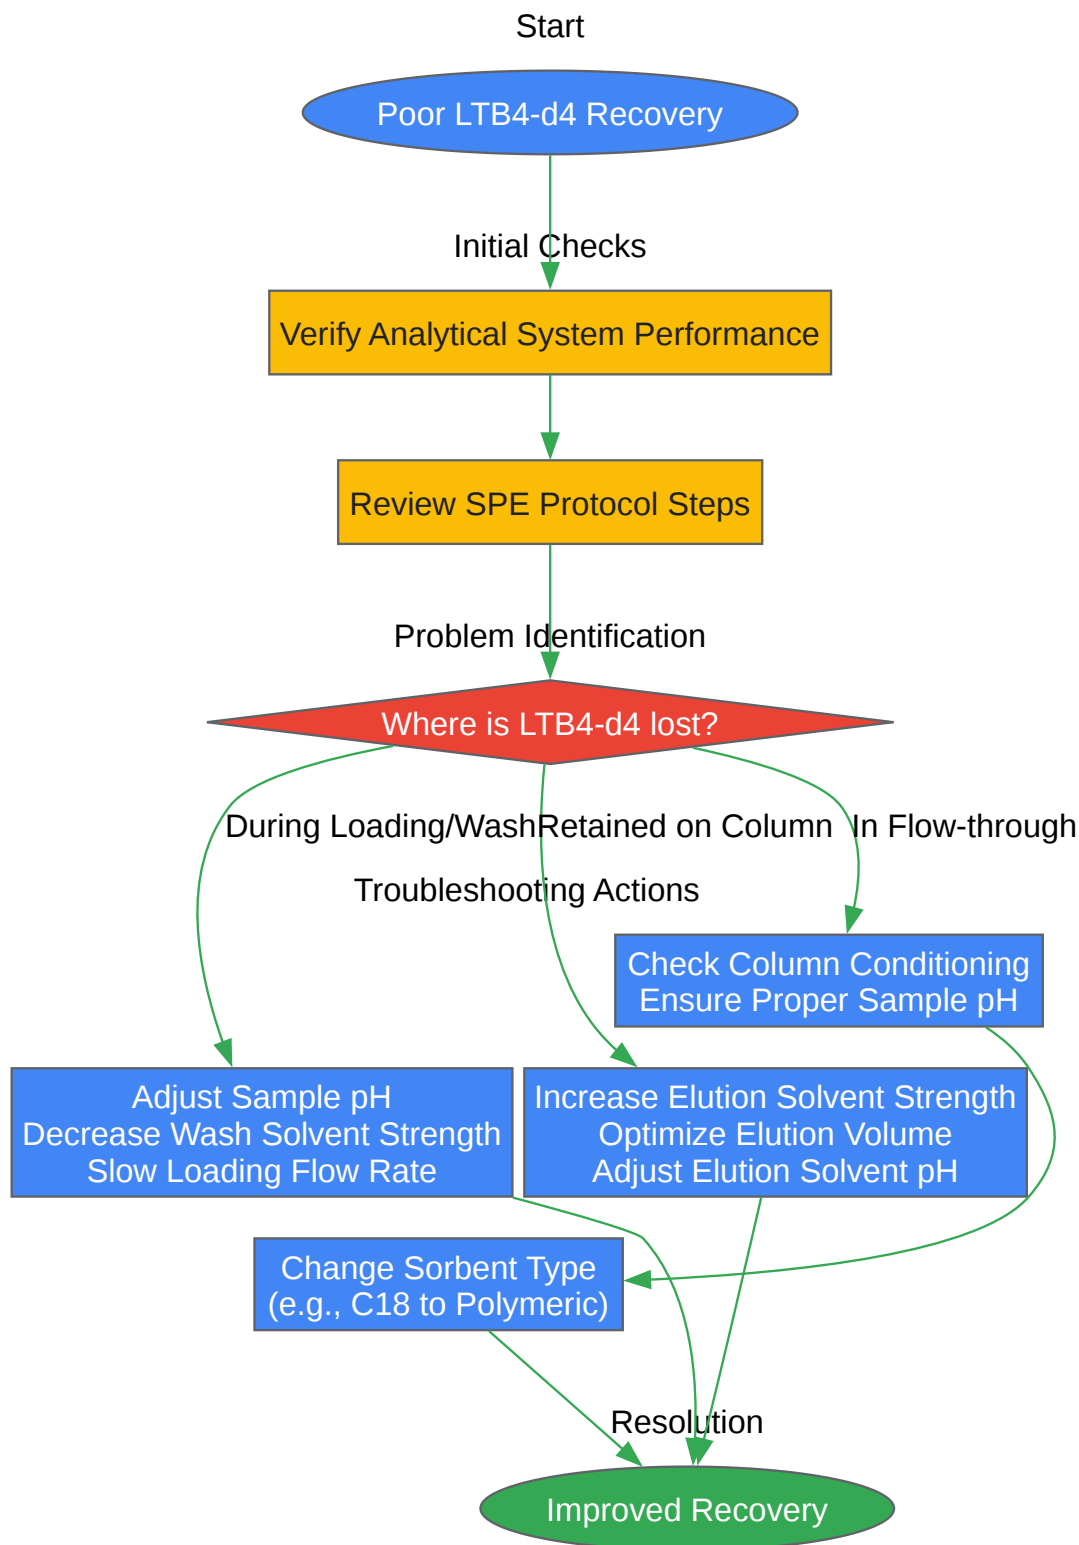 Start
Poor LTB4-d4 Recovery
Initial Checks
Verify Analytical System Performance
Review SPE Protocol Steps
Problem Identification
Where is LTB4-d4 lost?
During Loading/Wash
Retained on Column
In Flow-through
Troubleshooting Actions
Check Column Conditioning
Ensure Proper Sample pH
Adjust Sample pH
Decrease Wash Solvent Strength
Slow Loading Flow Rate
Increase Elution Solvent Strength
Optimize Elution Volume
Adjust Elution Solvent pH
Change Sorbent Type
(e.g., C18 to Polymeric)
Resolution
Improved Recovery